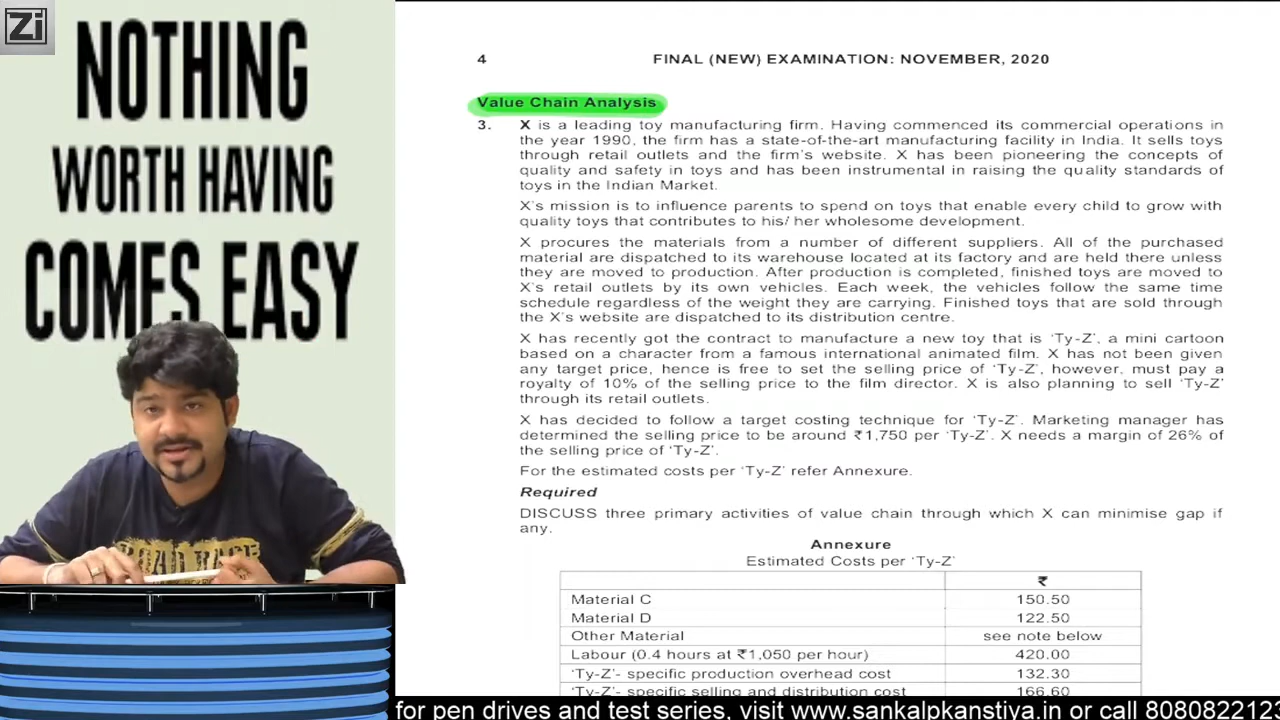 Zi
NOTHING
WORTH HAVING
COMES EASY
4
FINAL (NEW) EXAMINATION: NOVEMBER, 2020
Value Chain Analysis
3. X is a leading toy manufacturing firm. Having commenced its commercial operations in
the year 1990, the firm has a state-of-the-art manufacturing facility in India. It sells toys
through retail outlets and the firm's website. X has been pioneering the concepts of
quality and safety in toys and has been instrumental in raising the quality standards of
toys in the Indian Market.
X's mission is to influence parents to spend on toys that enable every child to grow with
quality toys that contributes to his/ her wholesome development.
X procures the materials from a number of different suppliers. All of the purchased
material are dispatched to its warehouse located at its factory and are held there unless
they are moved to production. After production is completed, finished toys are moved to
X's retail outlets by its own vehicles. Each week, the vehicles follow the same time
schedule regardless of the weight they are carrying. Finished toys that are sold through
the X's website are dispatched to its distribution centre.
X has recently got the contract to manufacture a new toy that is 'Ty-Z', a mini cartoon
based on a character from a famous international animated film. X has not been given
any target price, hence is free to set the selling price of 'Ty-Z', however, must pay a
royalty of 10% of the selling price to the film director. X is also planning to sell 'Ty-Z'
through its retail outlets.
X has decided to follow a target costing technique for 'Ty-Z'. Marketing manager has
determined the selling price to be around ₹1,750 per 'Ty-Z'. X needs a margin of 26% of
the selling price of 'Ty-Z'.
For the estimated costs per 'Ty-Z' refer Annexure.
Required
DISCUSS three primary activities of value chain through which X can minimise gap if
any.
Annexure
Estimated Costs per 'Ty-Z'
₹
Material C 150.50
Material D 122.50
Other Material see note below
Labour (0.4 hours at ₹1,050 per hour) 420.00
'Ty-Z'- specific production overhead cost 132.30
'Ty-Z'- specific selling and distribution cost 166.60
for pen drives and test series, visit www.sankalpkanstiya.in or call 8080822123